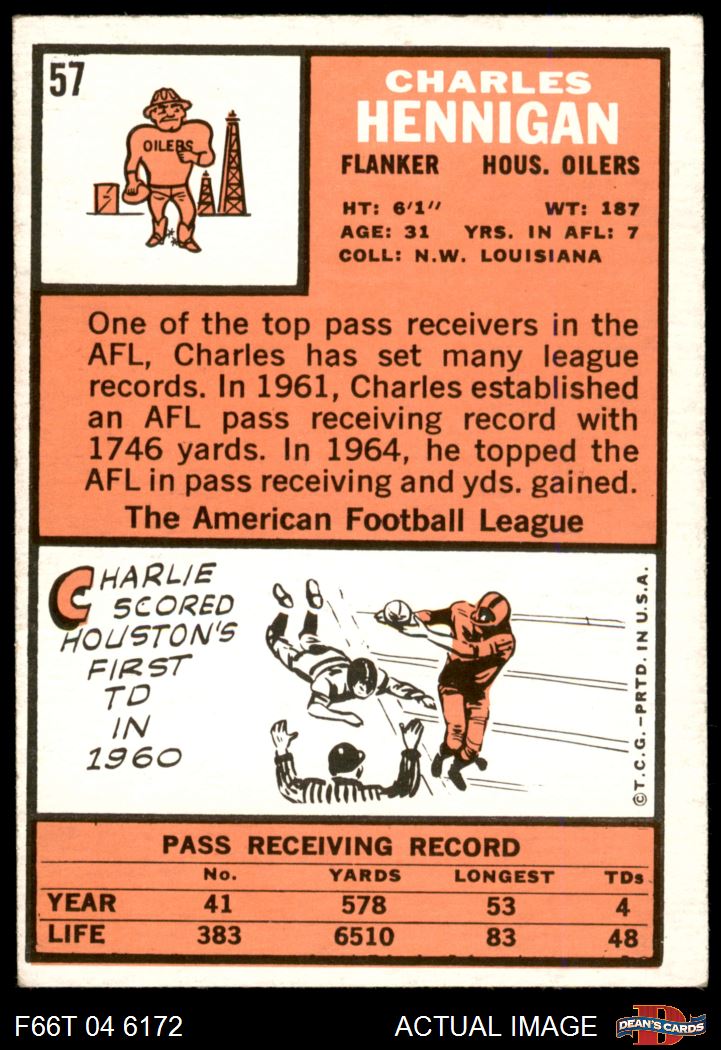 57
OILERS
CHARLES
HENNIGAN
FLANKER HOUS. OILERS
HT: 6'1" WT: 187
AGE: 31 YRS. IN AFL: 7
COLL: N.W. LOUISIANA
One of the top pass receivers in the
AFL, Charles has set many league
records. In 1961, Charles established
an AFL pass receiving record with
1746 yards. In 1964, he topped the
AFL in pass receiving and yds. gained.
The American Football League
CHARLIE
SCORED
HOUSTON'S
FIRST
TD
IN
1960
©T.C.G.–PRTD. IN U.S.A.
PASS RECEIVING RECORD
No. YARDS LONGEST TDs
YEAR 41 578 53 4
LIFE 383 6510 83 48
F66T 04 6172 ACTUAL IMAGE
D
DEAN'S CARDS